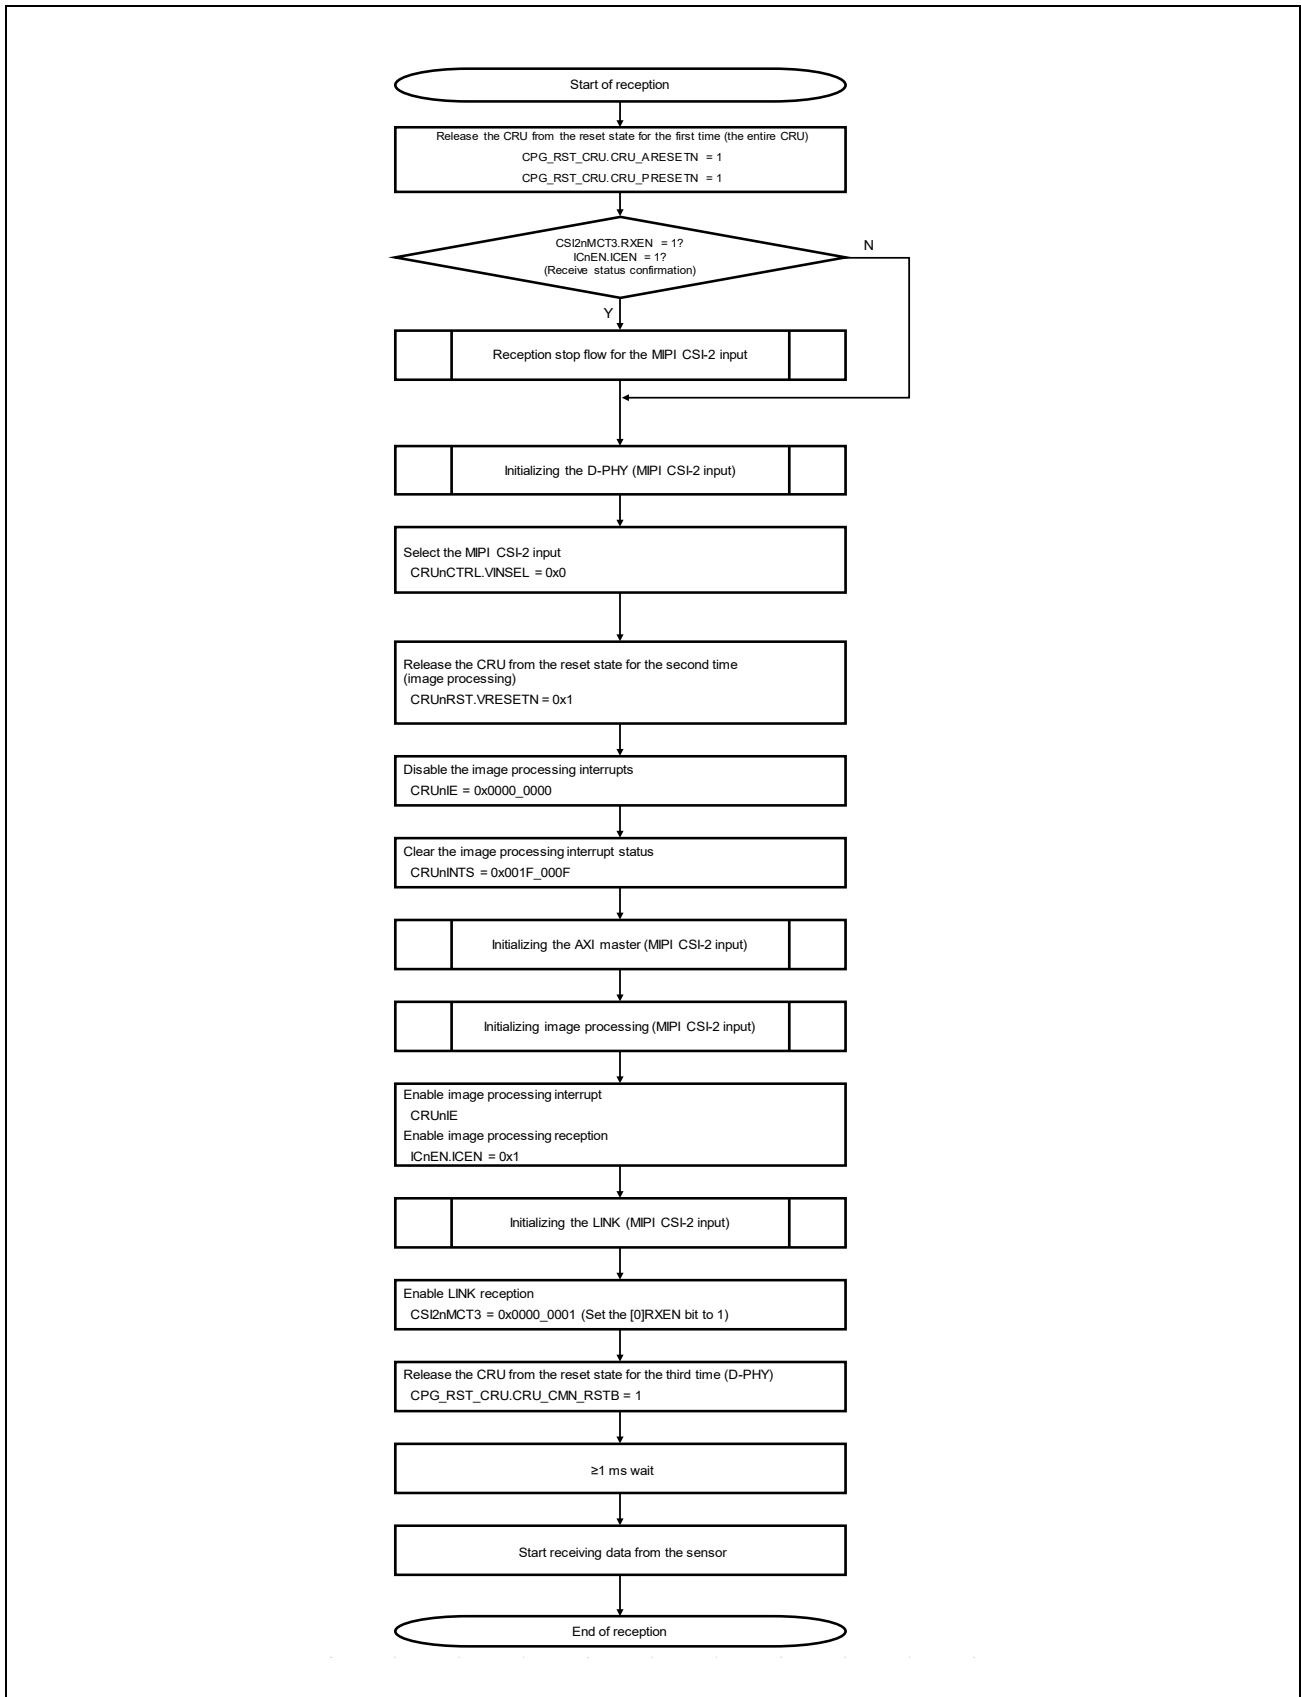 Start of reception
Release the CRU from the reset state for the first time (the entire CRU)
CPG_RST_CRU.CRU_ARESETN = 1
CPG_RST_CRU.CRU_PRESETN = 1
CSI2nMCT3.RXEN = 1?
ICnEN.ICEN = 1?
(Receive status confirmation)
N
Y
Reception stop flow for the MIPI CSI-2 input
Initializing the D-PHY (MIPI CSI-2 input)
Select the MIPI CSI-2 input
CRUnCTRL.VINSEL = 0x0
Release the CRU from the reset state for the second time
(image processing)
CRUnRST.VRESETN = 0x1
Disable the image processing interrupts
CRUnIE = 0x0000_0000
Clear the image processing interrupt status
CRUnINTS = 0x001F_000F
Initializing the AXI master (MIPI CSI-2 input)
Initializing image processing (MIPI CSI-2 input)
Enable image processing interrupt
CRUnIE
Enable image processing reception
ICnEN.ICEN = 0x1
Initializing the LINK (MIPI CSI-2 input)
Enable LINK reception
CSI2nMCT3 = 0x0000_0001 (Set the [0]RXEN bit to 1)
Release the CRU from the reset state for the third time (D-PHY)
CPG_RST_CRU.CRU_CMN_RSTB = 1
≥1 ms wait
Start receiving data from the sensor
End of reception